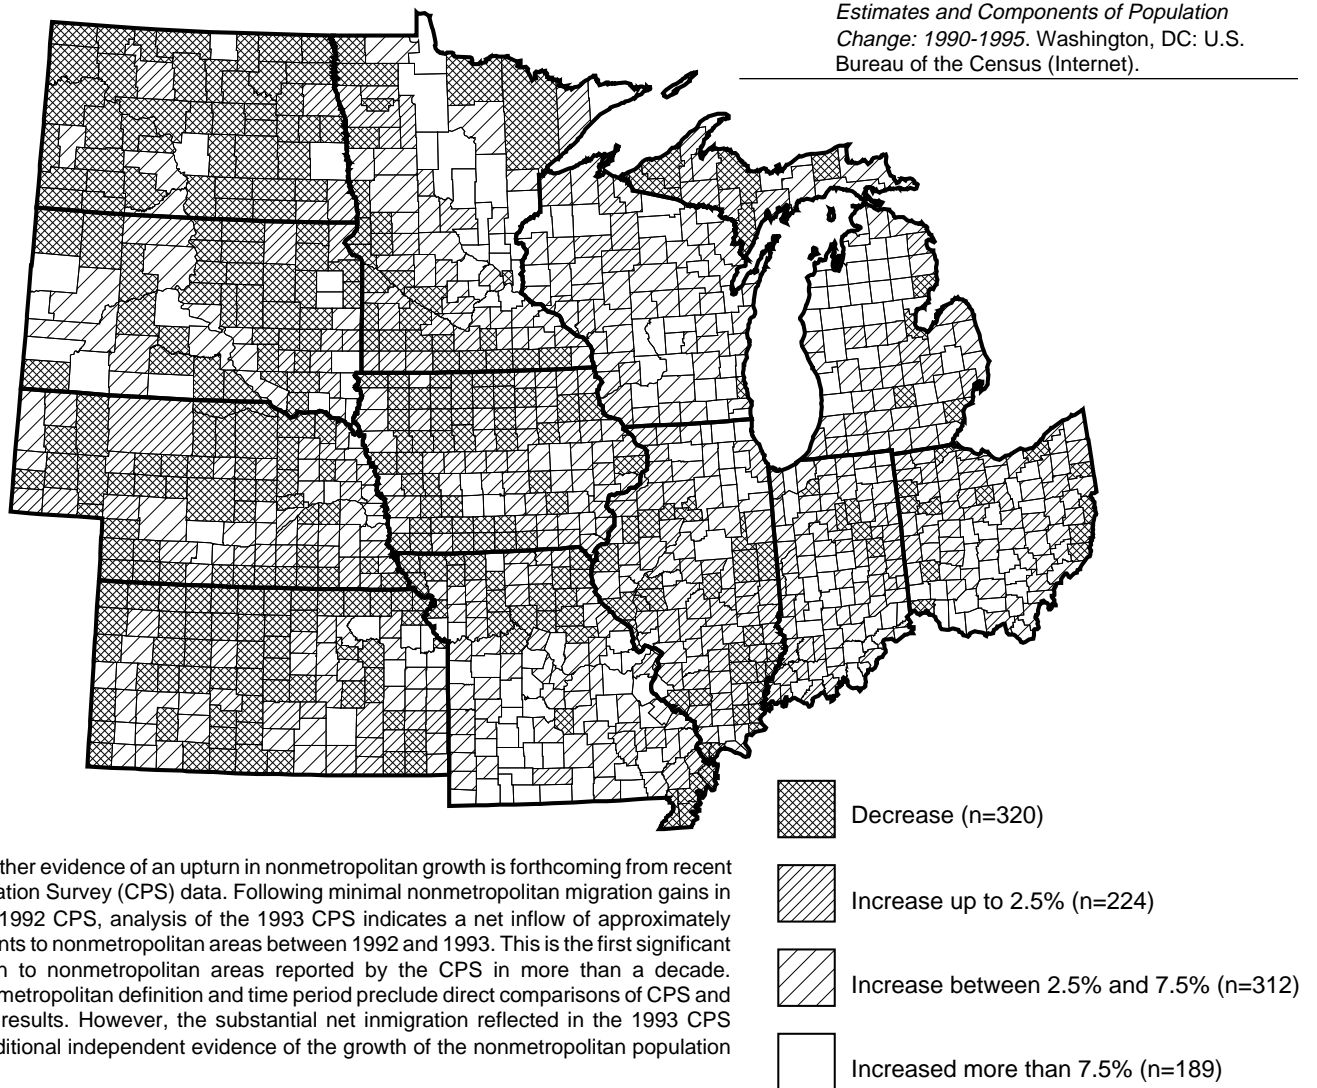 Estimates and Components of Population
Change: 1990-1995. Washington, DC: U.S.
Bureau of the Census (Internet).
Decrease (n=320)
Increase up to 2.5% (n=224)
Increase between 2.5% and 7.5% (n=312)
Increased more than 7.5% (n=189)
ther evidence of an upturn in nonmetropolitan growth is forthcoming from recent
ation Survey (CPS) data. Following minimal nonmetropolitan migration gains in
1992 CPS, analysis of the 1993 CPS indicates a net inflow of approximately
nts to nonmetropolitan areas between 1992 and 1993. This is the first significant
n to nonmetropolitan areas reported by the CPS in more than a decade.
metropolitan definition and time period preclude direct comparisons of CPS and
results. However, the substantial net inmigration reflected in the 1993 CPS
ditional independent evidence of the growth of the nonmetropolitan population